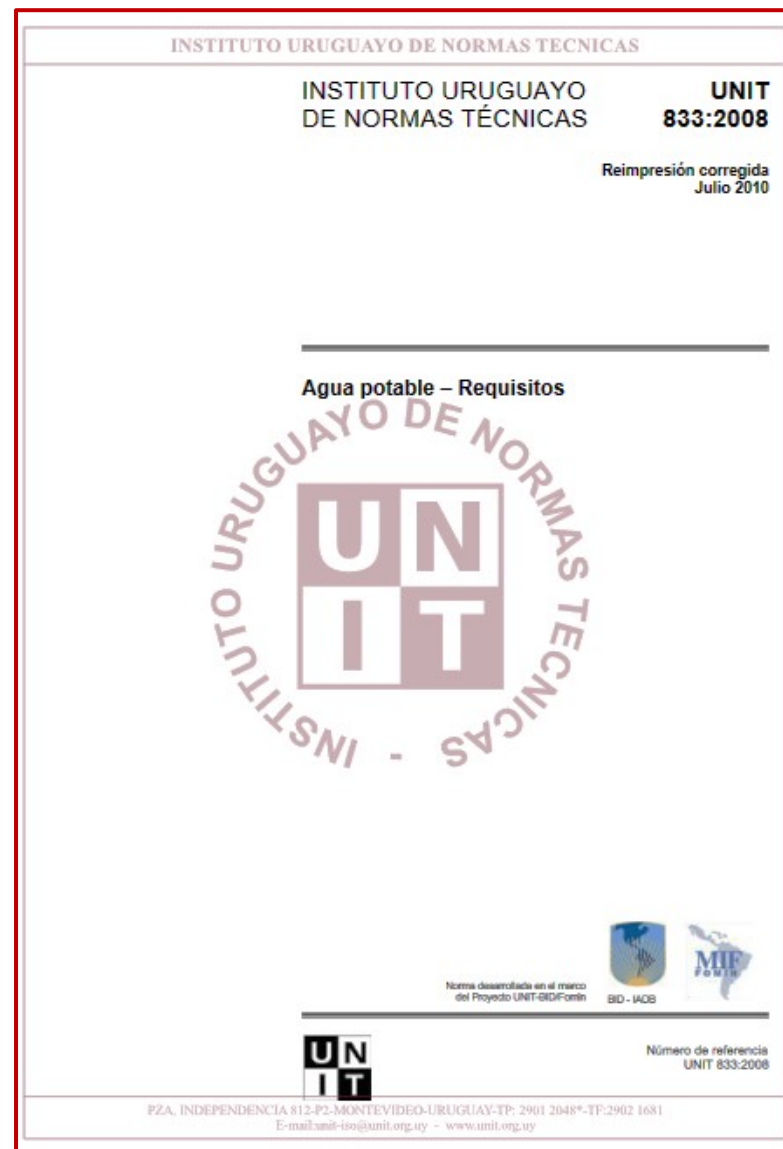 INSTITUTO URUGUAYO DE NORMAS TECNICAS
INSTITUTO URUGUAYO
DE NORMAS TÉCNICAS
UNIT
833:2008
Reimpresión corregida
Julio 2010
Agua potable – Requisitos
INSTITUTO URUGUAYO DE NORMAS TECNICAS -
UN
IT
Norma desarrollada en el marco
del Proyecto UNIT-BID/Fomin
BID - IADB
MIF
FOMIN
UN
IT
Número de referencia
UNIT 833:2008
PZA. INDEPENDENCIA 812-P2-MONTEVIDEO-URUGUAY-TP: 2901 2048*-TF:2902 1681
E-mail:unit-iso@unit.org.uy - www.unit.org.uy